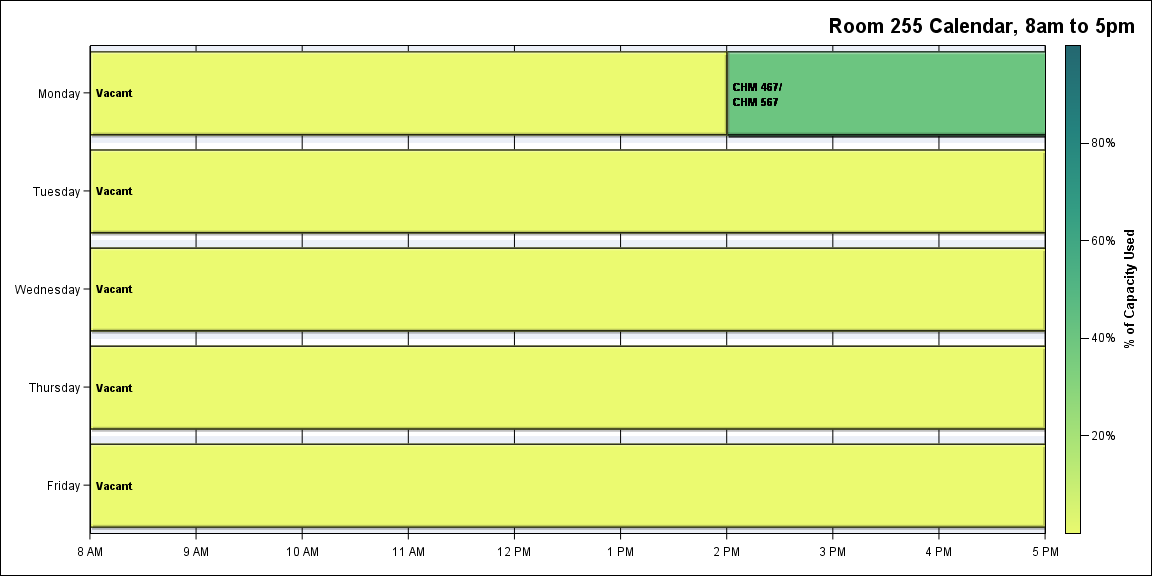 Room 255 Calendar, 8am to 5pm
Monday
Vacant
CHM 467/
CHM 567
Tuesday
Vacant
Wednesday
Vacant
Thursday
Vacant
Friday
Vacant
8 AM 9 AM 10 AM 11 AM 12 PM 1 PM 2 PM 3 PM 4 PM 5 PM
80%
60%
40%
20%
% of Capacity Used